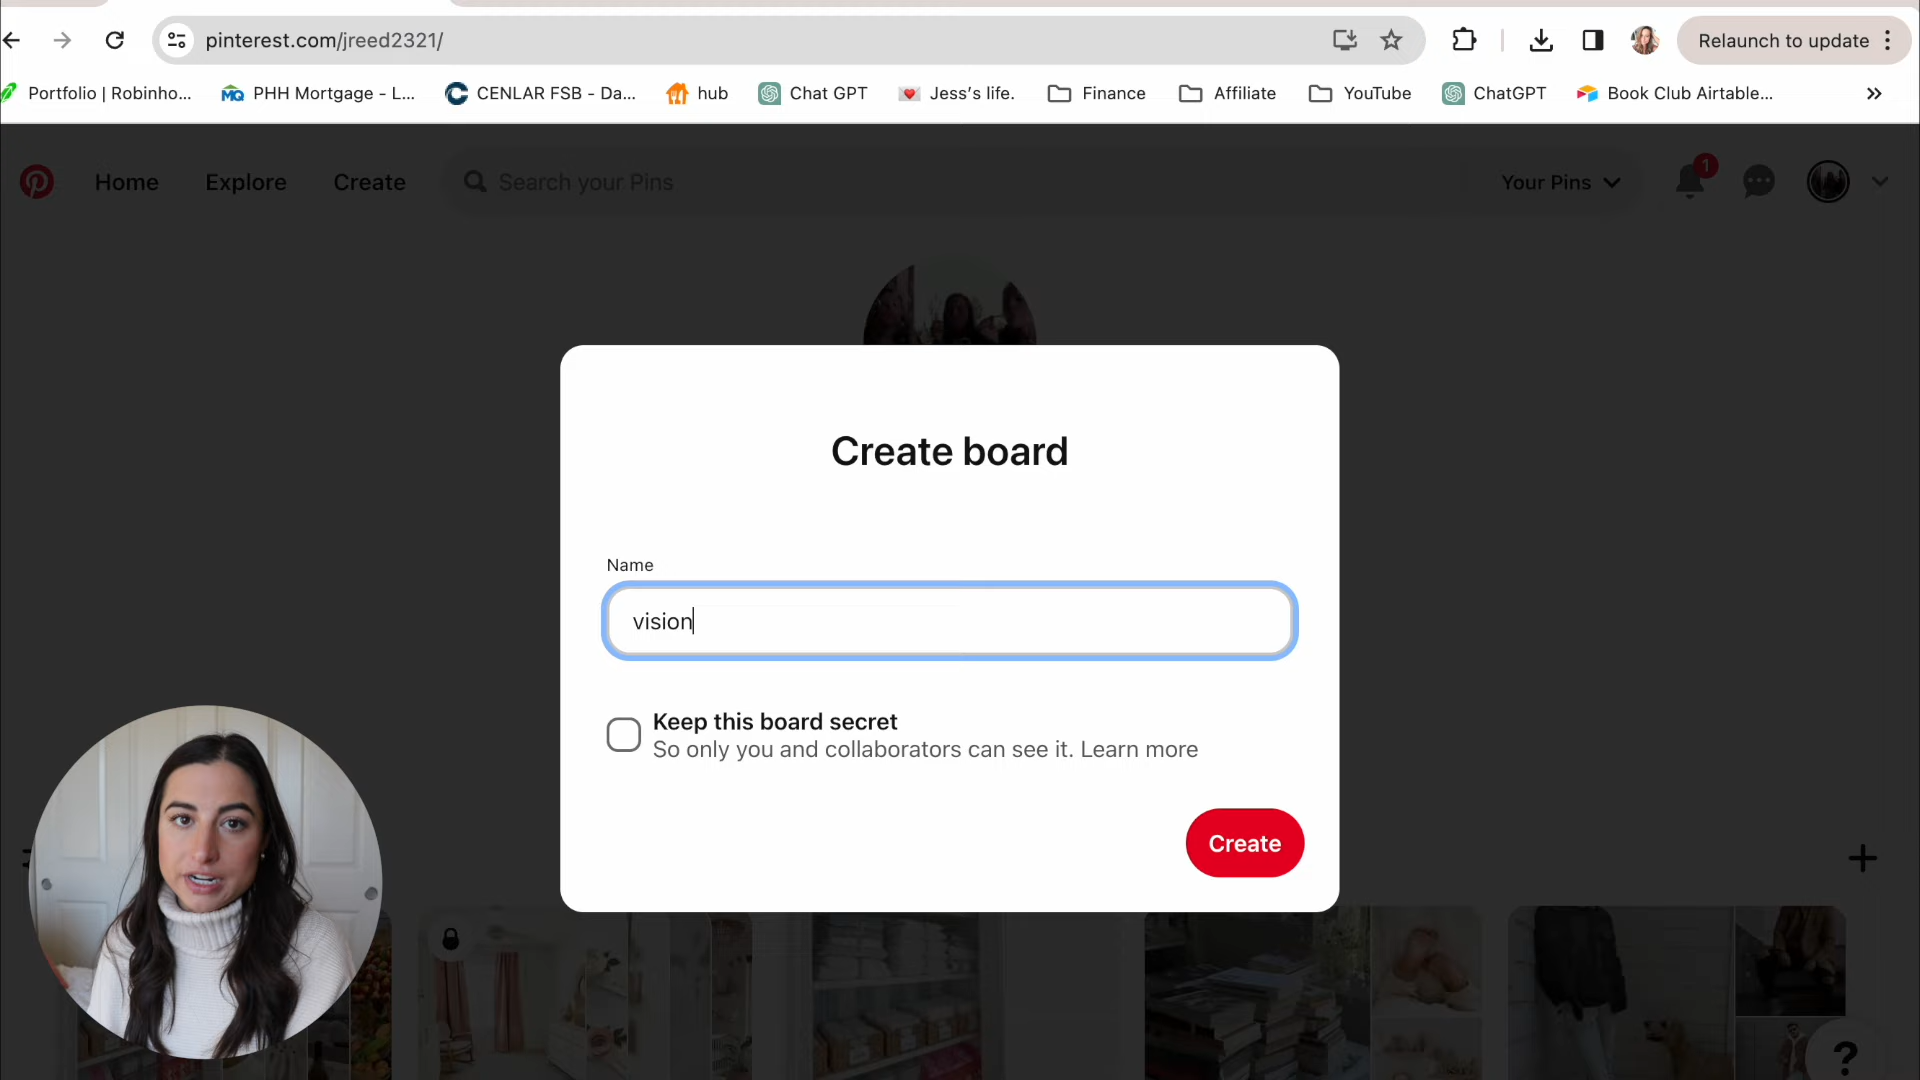 pinterest.com/jreed2321/
Relaunch to update
Portfolio | Robinho...
MQ PHH Mortgage - L...
CENLAR FSB - Da...
hub
Chat GPT
Jess's life.
Finance
Affiliate
YouTube
ChatGPT
Book Club Airtable...
Home
Explore
Create
Search your Pins
Your Pins
1
Create board
Name
vision
Keep this board secret
So only you and collaborators can see it. Learn more
Create
?